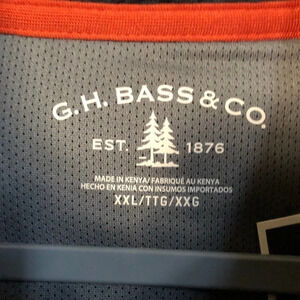 G.H. BASS & CO.
EST. 1876
MADE IN KENYA/FABRIQUÉ AU KENYA
HECHO EN KENIA CON INSUMOS IMPORTADOS
XXL/TTG/XXG